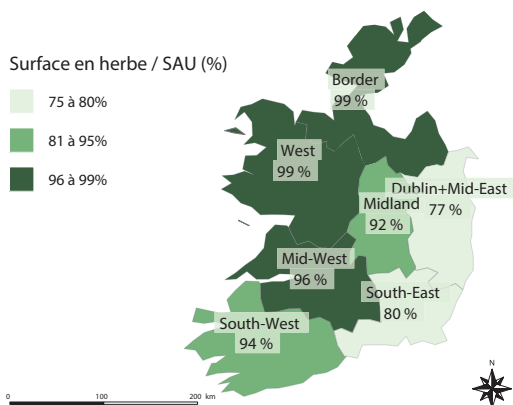 Surface en herbe / SAU (%)
75 à 80%
81 à 95%
96 à 99%
Border
99 %
West
99 %
Dublin+Mid-East
77 %
Midland
92 %
Mid-West
96 %
South-East
80 %
South-West
94 %
N
0 100 200 km